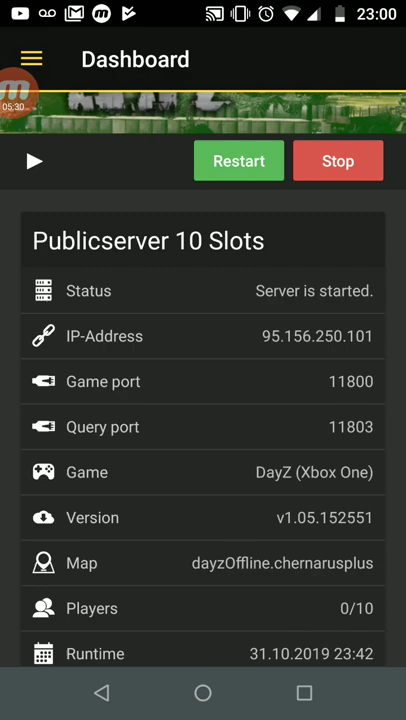 23:00
Dashboard
05:30
Restart
Stop
Publicserver 10 Slots
Status
Server is started.
IP-Address
95.156.250.101
Game port
11800
Query port
11803
Game
DayZ (Xbox One)
Version
v1.05.152551
Map
dayzOffline.chernarusplus
Players
0/10
Runtime
31.10.2019 23:42